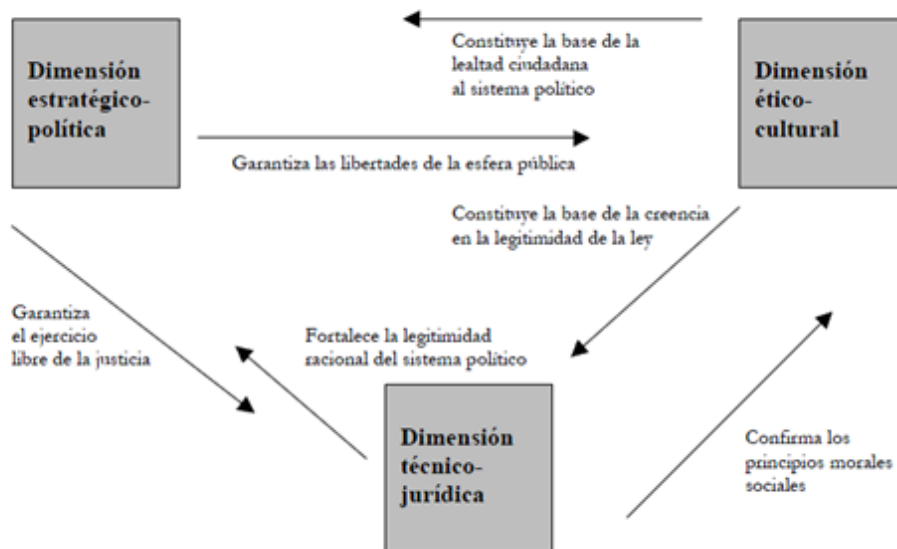 Dimensión
estratégico-
política
Constituye la base de la
lealtad ciudadana
al sistema político
Dimensión
ético-
cultural
Garantiza las libertades de la esfera pública
Constituye la base de la creencia
en la legitimidad de la ley
Garantiza
el ejercicio
libre de la justicia
Fortalece la legitimidad
racional del sistema político
Dimensión
técnico-
jurídica
Confirma los
principios morales
sociales